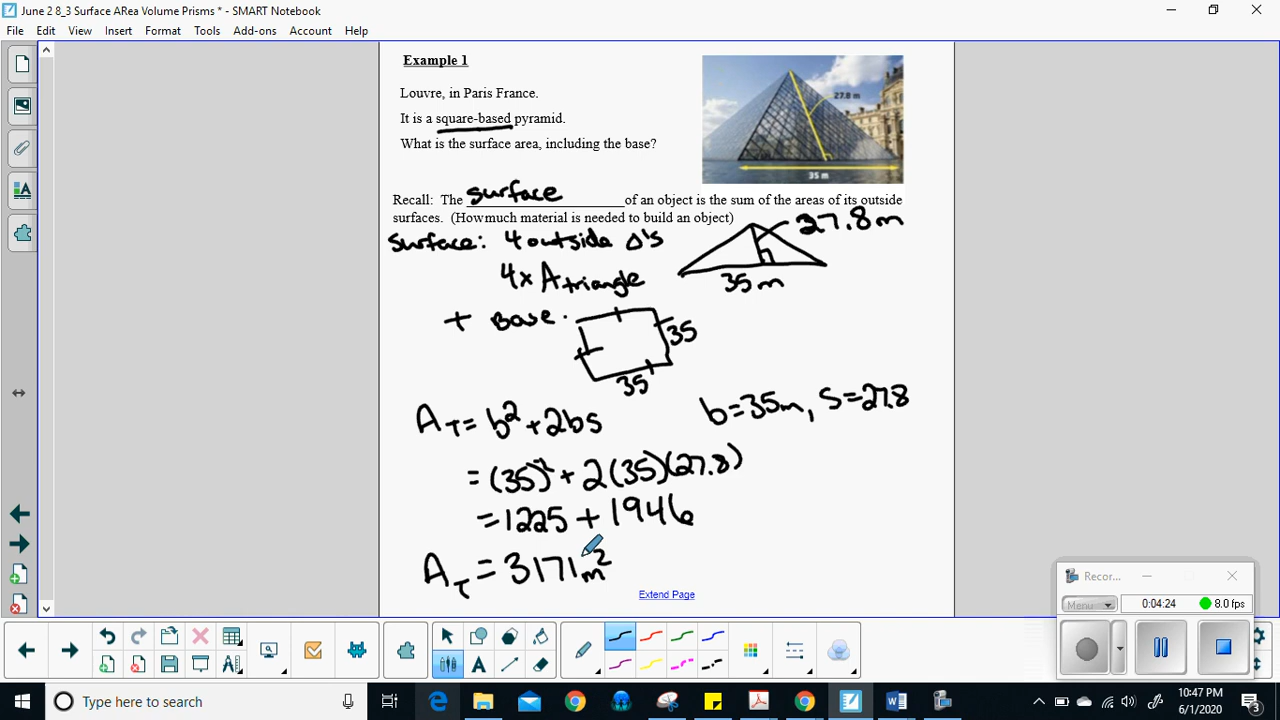 June 2 8_3 Surface ARea Volume Prisms * - SMART Notebook
File Edit View Insert Format Tools Add-ons Account Help
Example 1
Louvre, in Paris France.
It is a square-based pyramid.
What is the surface area, including the base?
27.8 m
35 m
Recall: The surface of an object is the sum of the areas of its outside
surfaces. (How much material is needed to build an object)
Surface: 4 outside Δ's
27.8m
4x A triangle
35 m
+ Base.
35
35
A_T = b² + 2bs
b=35m, s=27.8
= (35)² + 2(35)(27.8)
= 1225 + 1946
A_T = 3171m²
Extend Page
Recor...
Menu
0:04:24
8.0 fps
Type here to search
10:47 PM
6/1/2020
3